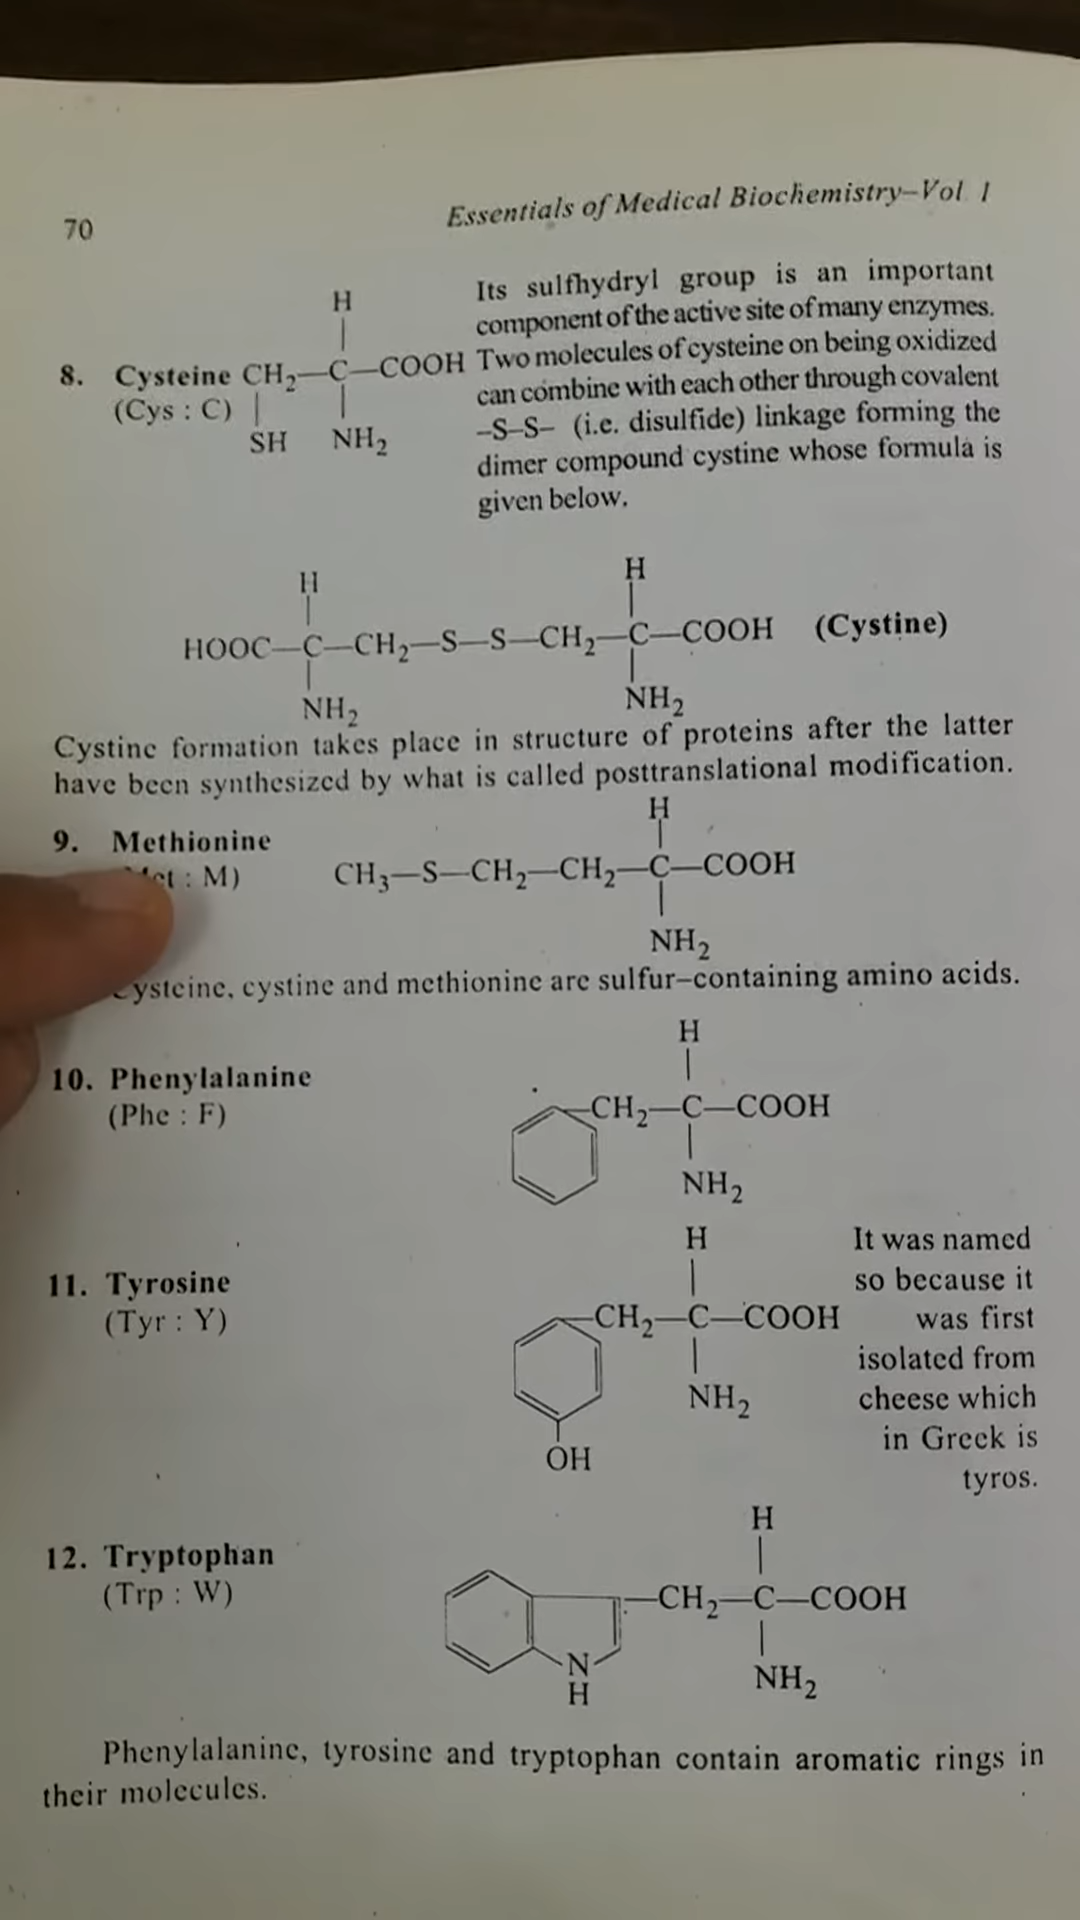 70
Essentials of Medical Biochemistry–Vol 1
H
8. Cysteine CH₂—C—COOH
(Cys : C)
SH NH₂
Its sulfhydryl group is an important
component of the active site of many enzymes.
Two molecules of cysteine on being oxidized
can combine with each other through covalent
–S–S– (i.e. disulfide) linkage forming the
dimer compound cystine whose formula is
given below.
H H
HOOC—C—CH₂—S—S—CH₂—C—COOH (Cystine)
NH₂ NH₂
Cystine formation takes place in structure of proteins after the latter
have been synthesized by what is called posttranslational modification.
H
9. Methionine
: M)
CH₃—S—CH₂—CH₂—C—COOH
NH₂
cystine and methionine are sulfur–containing amino acids.
H
10. Phenylalanine
(Phe : F)
CH₂—C—COOH
NH₂
H
11. Tyrosine
(Tyr : Y)
CH₂—C—COOH
NH₂
OH
It was named
so because it
was first
isolated from
cheese which
in Greek is
tyros.
H
12. Tryptophan
(Trp : W)
CH₂—C—COOH
N
H
NH₂
Phenylalanine, tyrosine and tryptophan contain aromatic rings in
their molecules.